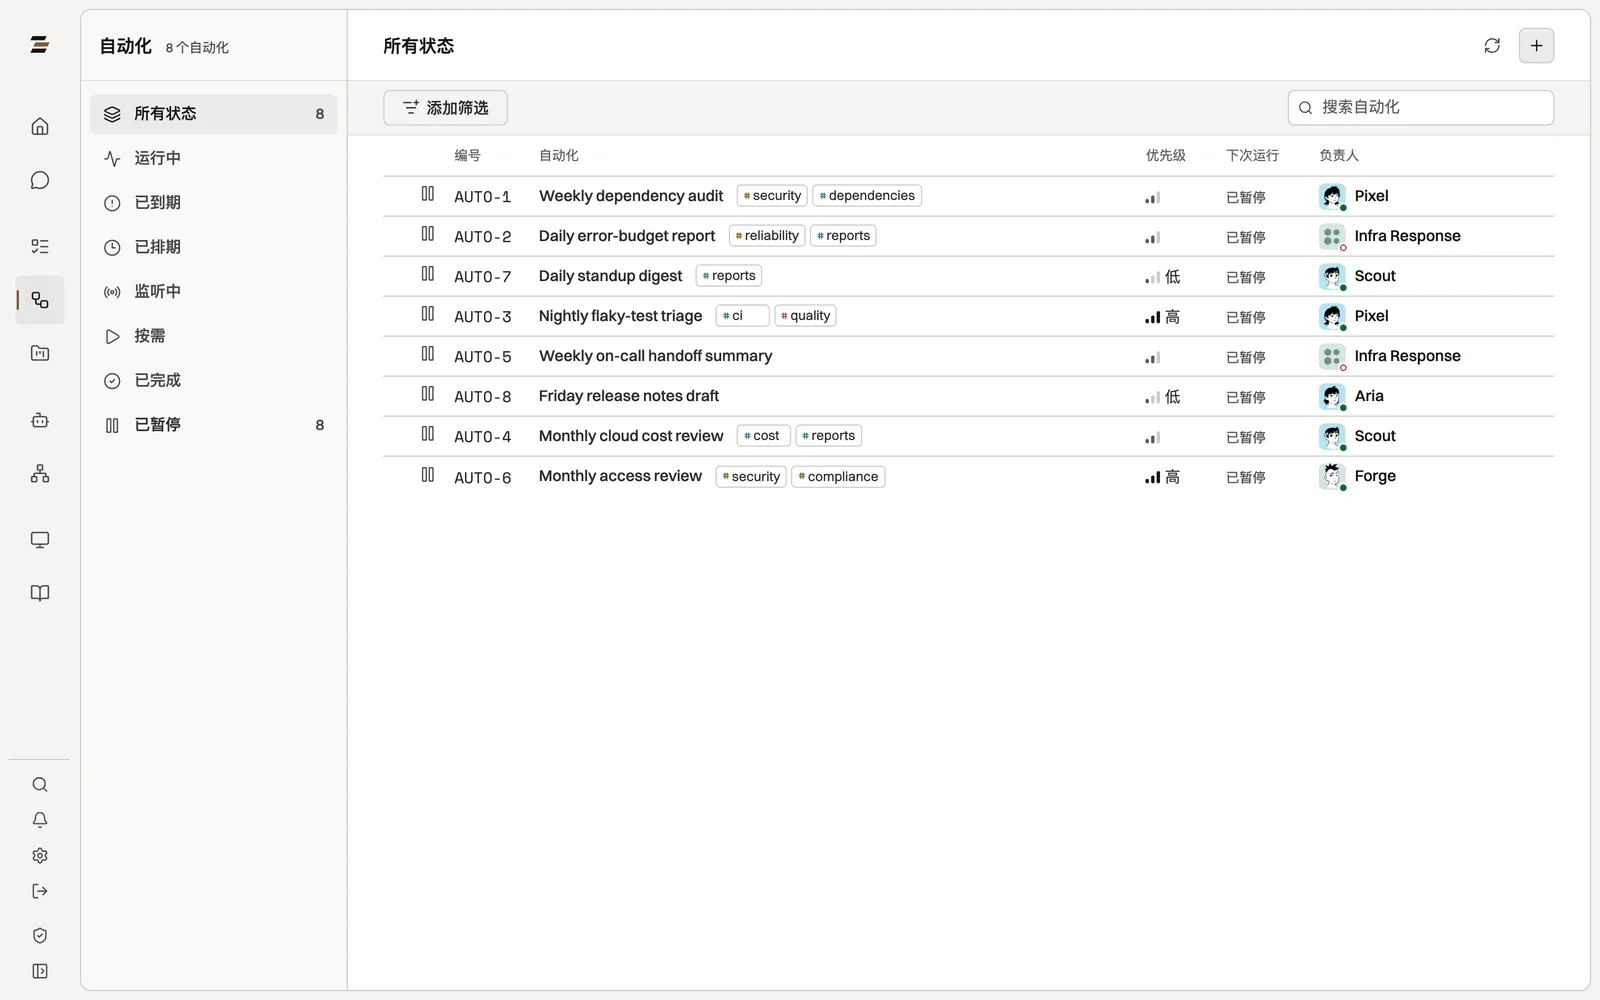 自动化 8 个自动化
所有状态 8
运行中
已到期
已排期
监听中
按需
已完成
已暂停 8
所有状态
添加筛选
搜索自动化
编号 自动化 优先级 下次运行 负责人
AUTO-1 Weekly dependency audit #security #dependencies 已暂停 Pixel
AUTO-2 Daily error-budget report #reliability #reports 已暂停 Infra Response
AUTO-7 Daily standup digest #reports 低 已暂停 Scout
AUTO-3 Nightly flaky-test triage #ci #quality 高 已暂停 Pixel
AUTO-5 Weekly on-call handoff summary 已暂停 Infra Response
AUTO-8 Friday release notes draft 低 已暂停 Aria
AUTO-4 Monthly cloud cost review #cost #reports 已暂停 Scout
AUTO-6 Monthly access review #security #compliance 高 已暂停 Forge